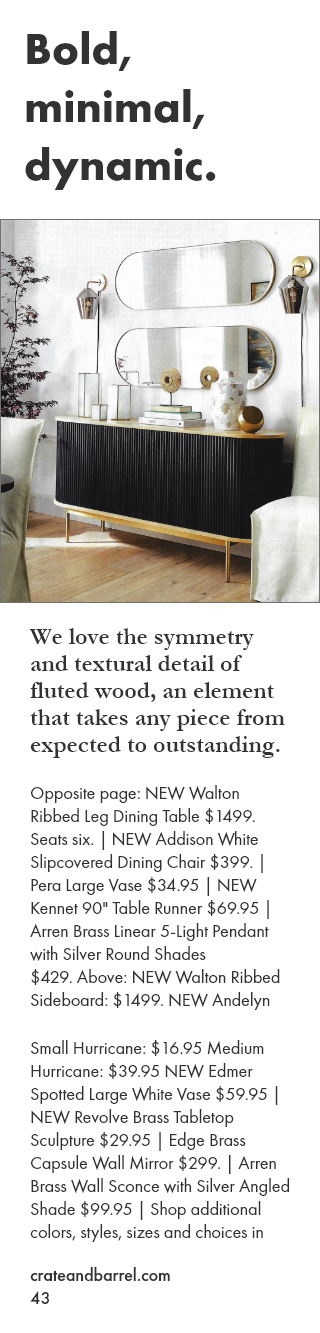 Bold,
minimal,
dynamic.
We love the symmetry
and textural detail of
fluted wood, an element
that takes any piece from
expected to outstanding.
Opposite page: NEW Walton
Ribbed Leg Dining Table $1499.
Seats six. | NEW Addison White
Slipcovered Dining Chair $399. |
Pera Large Vase $34.95 | NEW
Kennet 90" Table Runner $69.95 |
Arren Brass Linear 5-Light Pendant
with Silver Round Shades
$429. Above: NEW Walton Ribbed
Sideboard: $1499. NEW Andelyn
Small Hurricane: $16.95 Medium
Hurricane: $39.95 NEW Edmer
Spotted Large White Vase $59.95 |
NEW Revolve Brass Tabletop
Sculpture $29.95 | Edge Brass
Capsule Wall Mirror $299. | Arren
Brass Wall Sconce with Silver Angled
Shade $99.95 | Shop additional
colors, styles, sizes and choices in
crateandbarrel.com
43